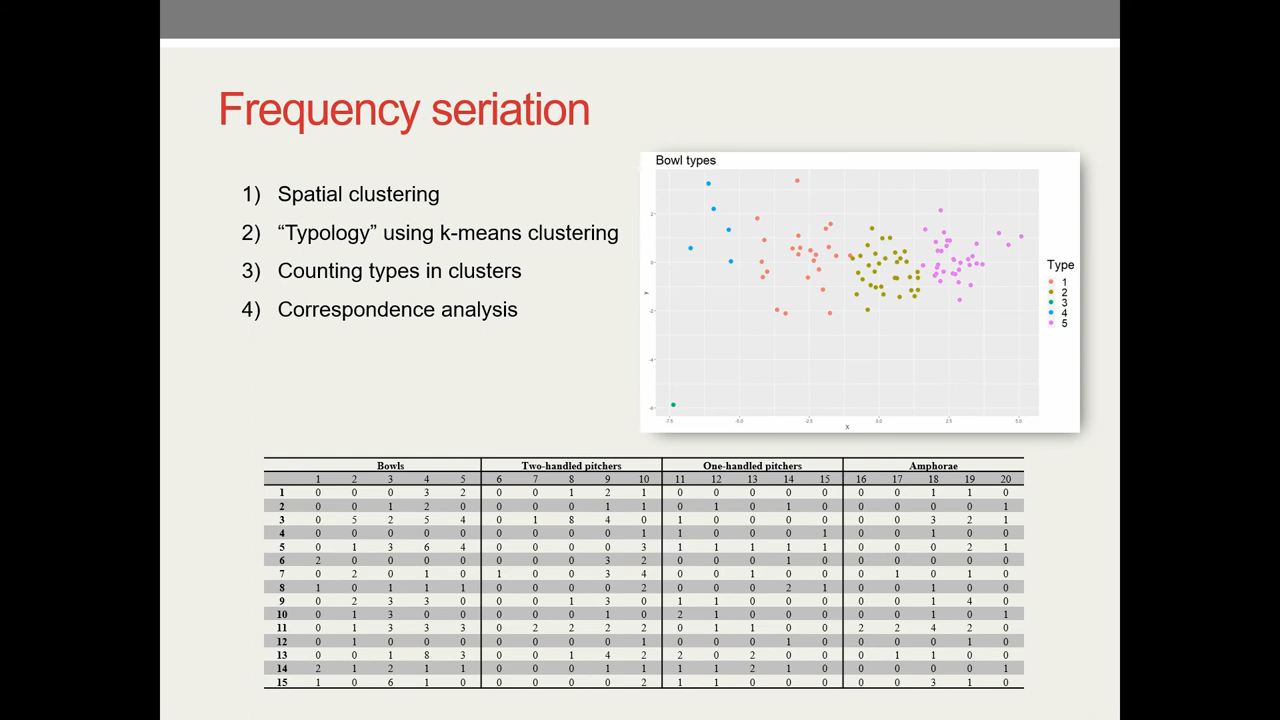 Frequency seriation
1) Spatial clustering
2) “Typology” using k-means clustering
3) Counting types in clusters
4) Correspondence analysis
Bowl types
2
0
-2
-4
-6
y
-7.5 -5.0 -2.5 0.0 2.5 5.0
x
Type
1
2
3
4
5
Bowls Two-handled pitchers One-handled pitchers Amphorae
1 2 3 4 5 6 7 8 9 10 11 12 13 14 15 16 17 18 19 20
1 0 0 0 3 2 0 0 1 2 1 0 0 0 0 0 0 0 1 1 0
2 0 0 1 2 0 0 0 0 1 1 0 1 0 1 0 0 0 0 0 1
3 0 5 2 5 4 0 1 8 4 0 1 0 0 0 0 0 0 3 2 1
4 0 0 0 0 0 0 0 0 0 1 1 0 0 0 1 0 0 1 0 0
5 0 1 3 6 4 0 0 0 0 3 1 1 1 1 1 0 0 0 2 1
6 2 0 0 0 0 0 0 0 3 2 0 0 0 1 0 0 0 0 0 0
7 0 2 0 1 0 1 0 0 3 4 0 0 1 0 0 0 1 0 1 0
8 1 0 1 1 1 0 0 0 0 2 0 0 0 2 1 0 0 1 0 0
9 0 2 3 3 0 0 0 1 3 0 1 1 0 0 0 0 0 1 4 0
10 0 1 3 0 0 0 0 0 1 0 2 1 0 0 0 0 0 1 0 1
11 0 1 3 3 3 0 2 2 2 2 0 1 1 0 0 2 2 4 2 0
12 0 1 0 0 0 0 0 0 0 1 0 0 0 1 0 0 0 0 1 0
13 0 0 1 8 3 0 0 1 4 2 2 0 2 0 0 0 1 1 0 0
14 2 1 2 1 1 0 0 0 1 1 1 1 2 1 0 0 0 0 0 1
15 1 0 6 1 0 0 0 0 0 2 1 1 0 0 0 0 0 3 1 0